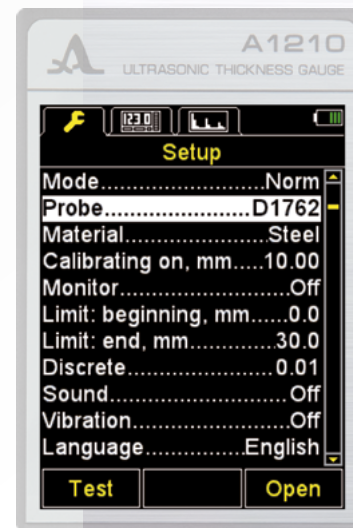 A1210
ULTRASONIC THICKNESS GAUGE
123.0
Setup
Mode.......................Norm
Probe.....................D1762
Material....................Steel
Calibrating on, mm.....10.00
Monitor.......................Off
Limit: beginning, mm......0.0
Limit: end, mm.............30.0
Discrete....................0.01
Sound........................Off
Vibration.....................Off
Language................English
Test Open